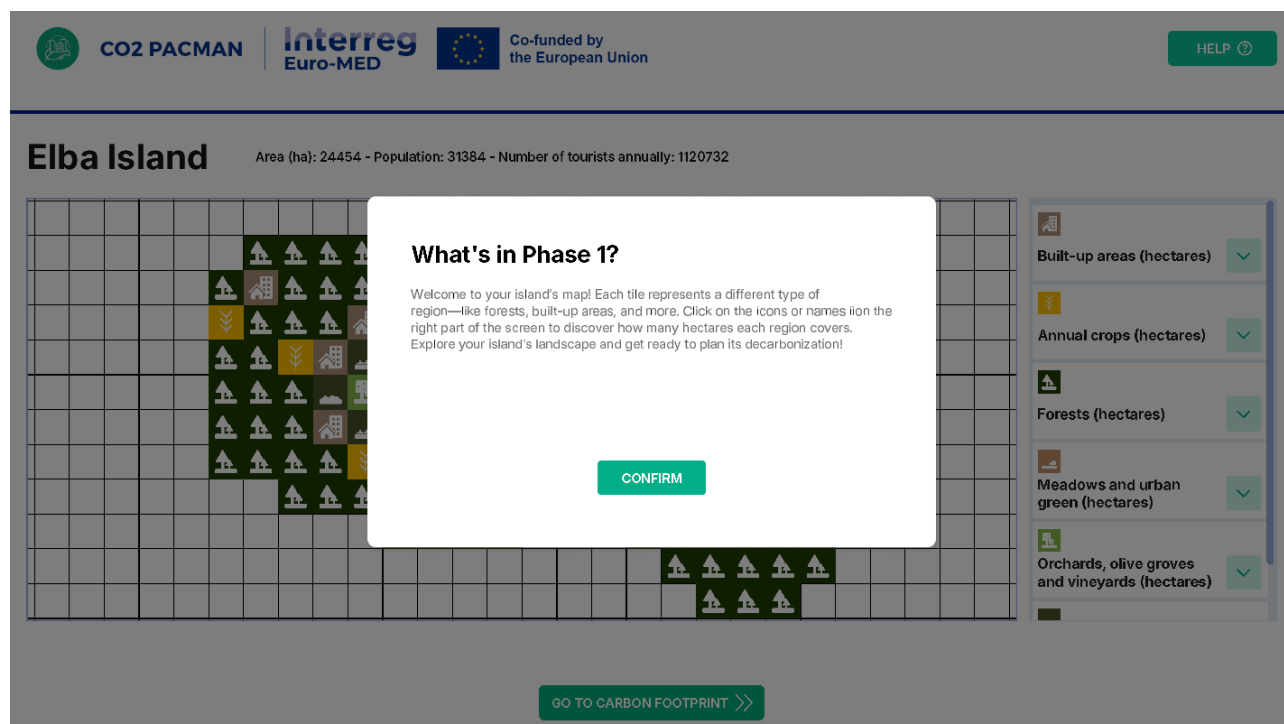 CO2 PACMAN
Interreg
Euro-MED
Co-funded by
the European Union
HELP
Elba Island
Area (ha): 24454 - Population: 31384 - Number of tourists annually: 1120732
What's in Phase 1?
Welcome to your island's map! Each tile represents a different type of
region—like forests, built-up areas, and more. Click on the icons or names iion the
right part of the screen to discover how many hectares each region covers.
Explore your island's landscape and get ready to plan its decarbonization!
CONFIRM
Built-up areas (hectares)
Annual crops (hectares)
Forests (hectares)
Meadows and urban
green (hectares)
Orchards, olive groves
and vineyards (hectares)
GO TO CARBON FOOTPRINT